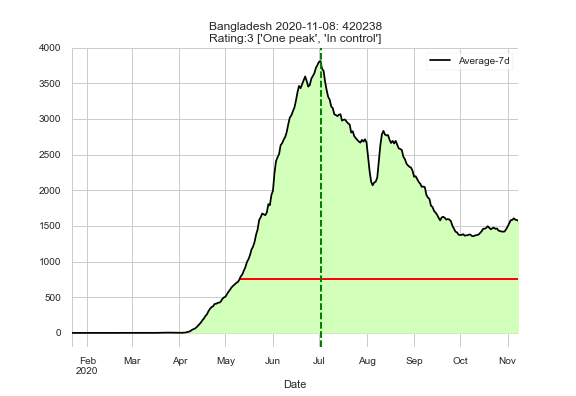 Bangladesh 2020-11-08: 420238
Rating:3 ['One peak', 'In control']
Average-7d
4000
3500
3000
2500
2000
1500
1000
500
0
Feb Mar Apr May Jun Jul Aug Sep Oct Nov
2020
Date